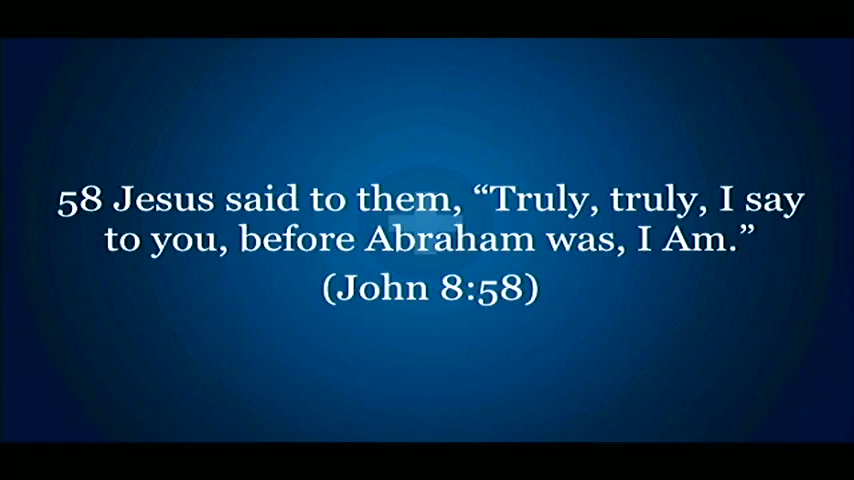 58 Jesus said to them, “Truly, truly, I say
to you, before Abraham was, I Am.”
(John 8:58)